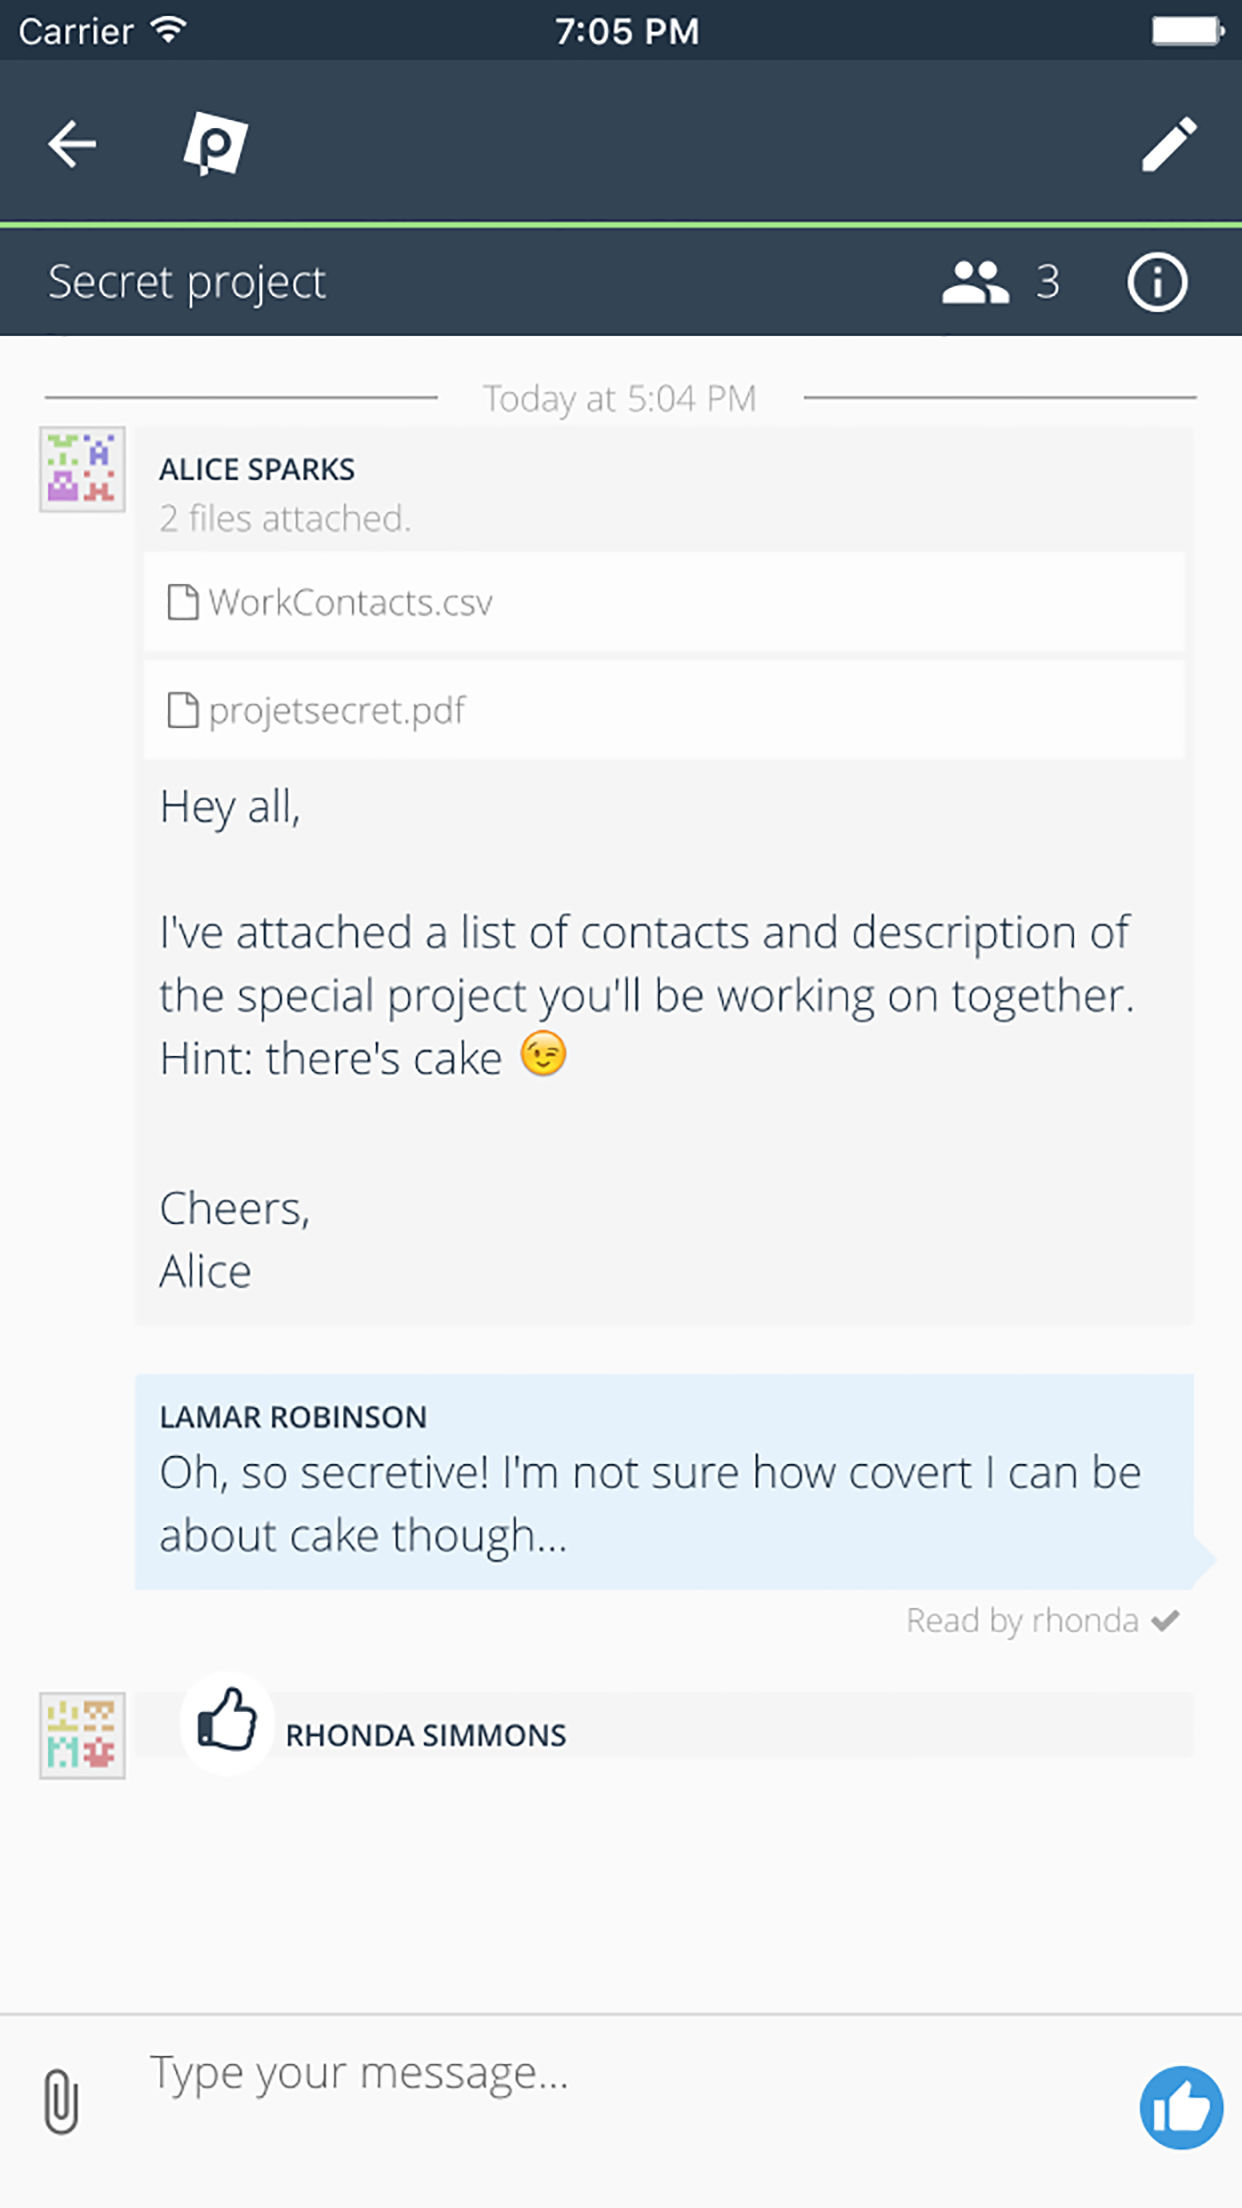 Carrier 7:05 PM
Secret project 3
Today at 5:04 PM
ALICE SPARKS
2 files attached.
WorkContacts.csv
projetsecret.pdf
Hey all,
I've attached a list of contacts and description of
the special project you'll be working on together.
Hint: there's cake 😉
Cheers,
Alice
LAMAR ROBINSON
Oh, so secretive! I'm not sure how covert I can be
about cake though...
Read by rhonda
RHONDA SIMMONS
Type your message...